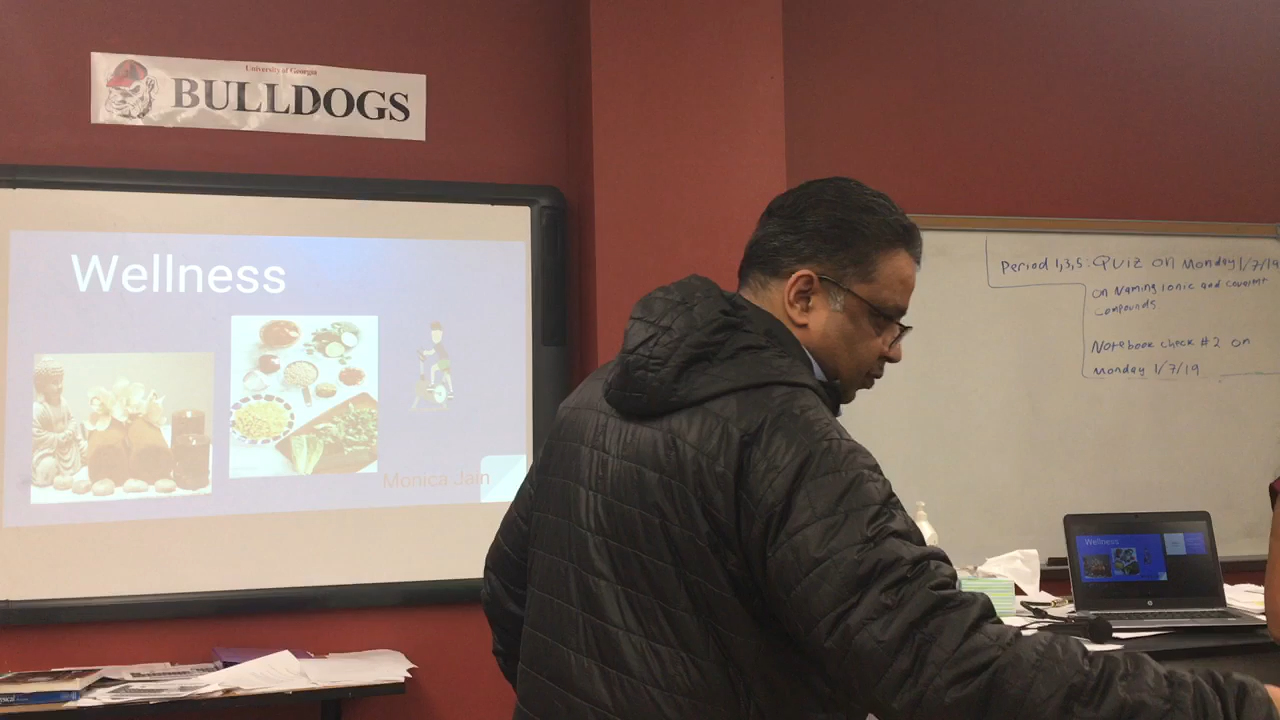 University of Georgia
BULLDOGS
Wellness
Monica Jain
Period 1,3,5: QUIZ on Monday 1/7/19
on Naming Ionic and covalent
compounds
Notebook check #2 on
Monday 1/7/19
Wellness